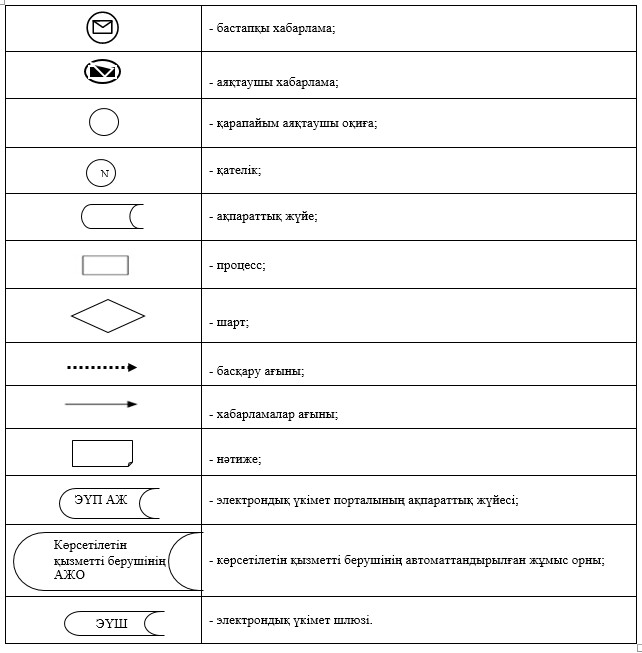 - бастапқы хабарлама;
- аяқтаушы хабарлама;
- қарапайым аяқтаушы оқиға;
N
- қателік;
- ақпараттық жүйе;
- процесс;
- шарт;
- басқару ағыны;
- хабарламалар ағыны;
- нәтиже;
ЭҮП АЖ
- электрондық үкімет порталының ақпараттық жүйесі;
Көрсетілетін
қызметті берушінің
АЖО
- көрсетілетін қызметті берушінің автоматтандырылған жұмыс орны;
ЭҮШ
- электрондық үкімет шлюзі.